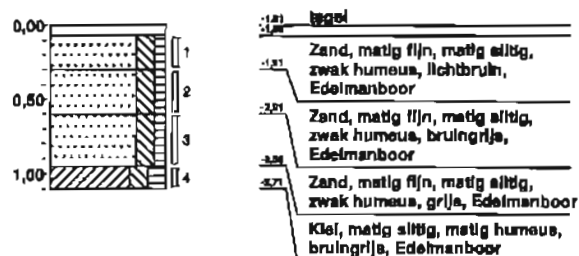 0,00
tegel
Zand, matig fijn, matig siltig,
zwak humeus, lichtbruin,
Edelmanboor
1
2
0,50
Zand, matig fijn, matig siltig,
zwak humeus, bruingrijs,
Edelmanboor
3
Zand, matig fijn, matig siltig,
zwak humeus, grijs, Edelmanboor
1,00
4
Klei, matig siltig, matig humeus,
bruingrijs, Edelmanboor